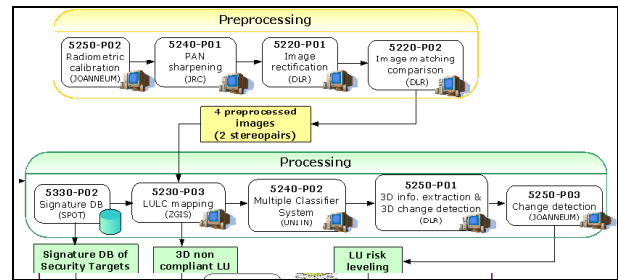 Preprocessing
5250-P02
Radiometric
calibration
(JOANNEUM)
5240-P01
PAN
sharpening
(JRC)
5220-P01
Image
rectification
(DLR)
5220-P02
Image matching
comparison
(DLR)
4 preprocessed
images
(2 stereopairs)
Processing
5330-P02
Signature DB
(SPOT)
5230-P03
LULC mapping
(ZGIS)
5240-P02
Multiple Classifier
System
(UNIIN)
5250-P01
3D info. extraction &
3D change detection
(DLR)
5250-P03
Change detection
(JOANNEUM)
Signature DB of
Security Targets
3D non
compliant LU
LU risk
leveling